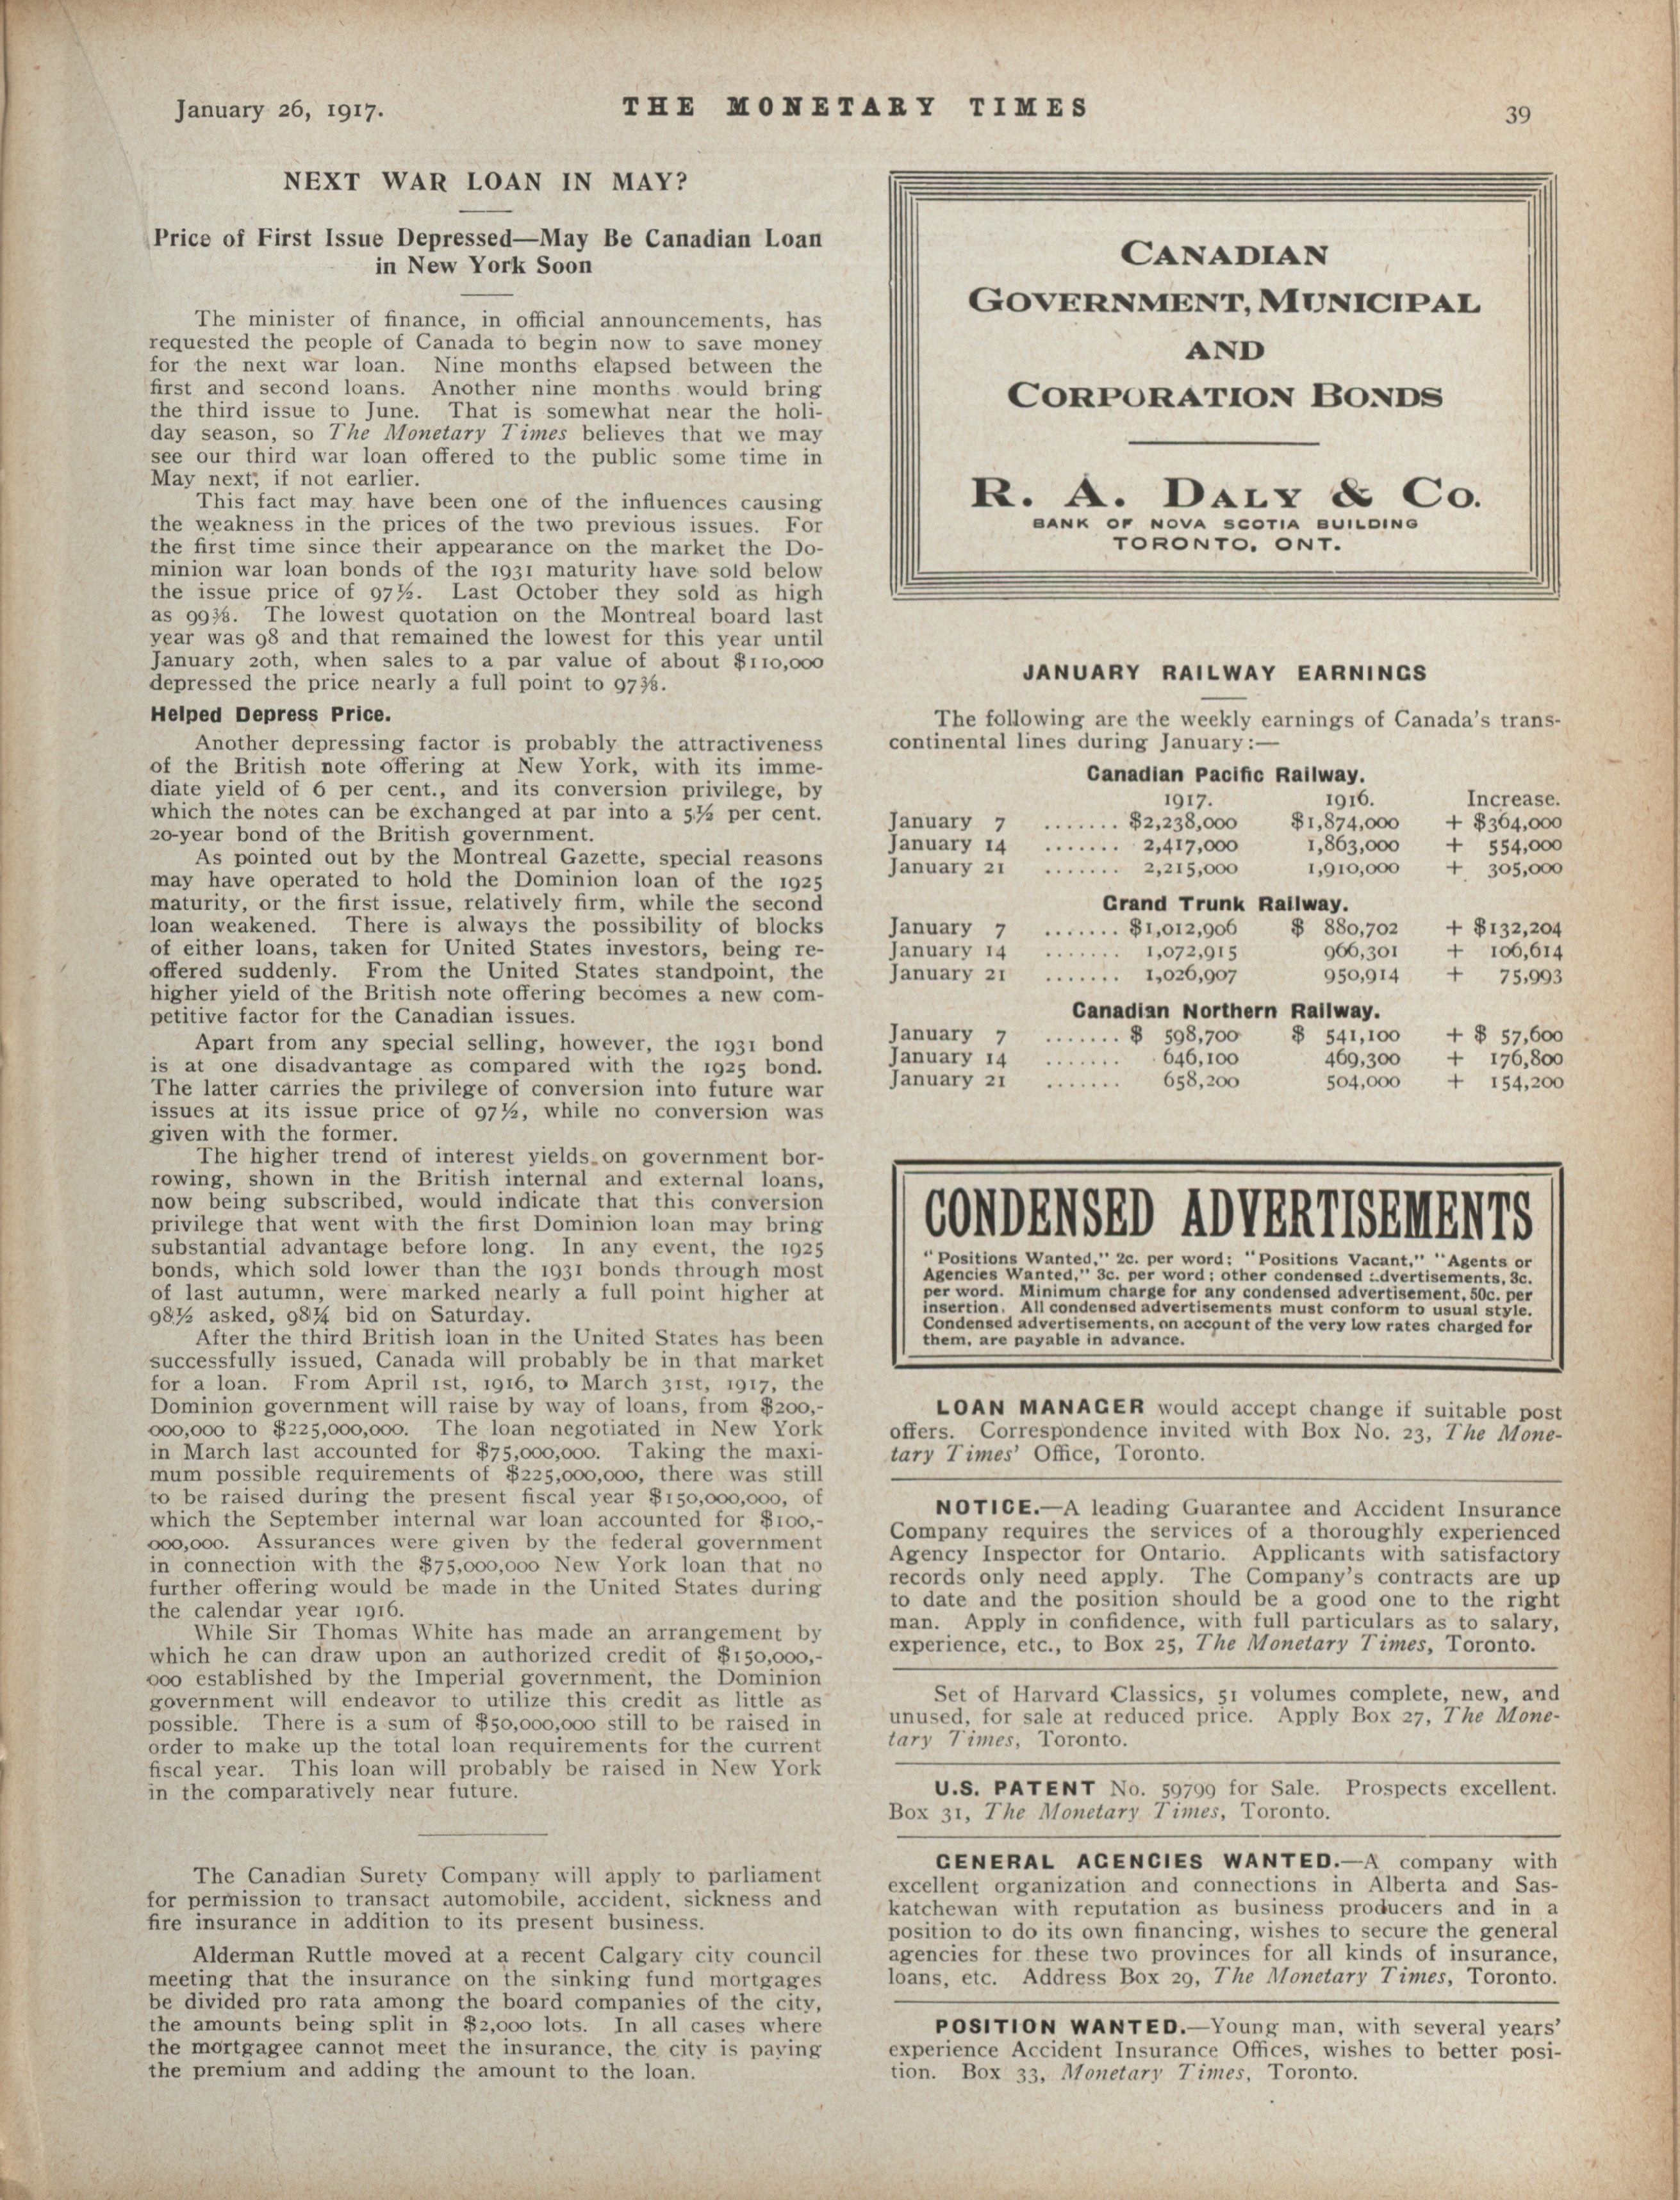 January 26, 1917.
THE MONETARY TIMES
39
NEXT WAR LOAN IN MAY?
Price of First Issue Depressed—May Be Canadian Loan
in New York Soon
The minister of finance, in official announcements, has
requested the people of Canada to begin now to save money
for the next war loan. Nine months elapsed between the
first and second loans. Another nine months would bring
the third issue to June. That is somewhat near the holi-
day season, so The Monetary Times believes that we may
see our third war loan offered to the public some time in
May next, if not earlier.
This fact may have been one of the influences causing
the weakness in the prices of the two previous issues. For
the first time since their appearance on the market the Do-
minion war loan bonds of the 1931 maturity have sold below
the issue price of 97½. Last October they sold as high
as 99⅜. The lowest quotation on the Montreal board last
year was 98 and that remained the lowest for this year until
January 20th, when sales to a par value of about $110,000
depressed the price nearly a full point to 97⅜.
Helped Depress Price.
Another depressing factor is probably the attractiveness
of the British note offering at New York, with its imme-
diate yield of 6 per cent., and its conversion privilege, by
which the notes can be exchanged at par into a 5½ per cent.
20-year bond of the British government.
As pointed out by the Montreal Gazette, special reasons
may have operated to hold the Dominion loan of the 1925
maturity, or the first issue, relatively firm, while the second
loan weakened. There is always the possibility of blocks
of either loans, taken for United States investors, being re-
offered suddenly. From the United States standpoint, the
higher yield of the British note offering becomes a new com-
petitive factor for the Canadian issues.
Apart from any special selling, however, the 1931 bond
is at one disadvantage as compared with the 1925 bond.
The latter carries the privilege of conversion into future war
issues at its issue price of 97½, while no conversion was
given with the former.
The higher trend of interest yields on government bor-
rowing, shown in the British internal and external loans,
now being subscribed, would indicate that this conversion
privilege that went with the first Dominion loan may bring
substantial advantage before long. In any event, the 1925
bonds, which sold lower than the 1931 bonds through most
of last autumn, were marked nearly a full point higher at
98½ asked, 98¼ bid on Saturday.
After the third British loan in the United States has been
successfully issued, Canada will probably be in that market
for a loan. From April 1st, 1916, to March 31st, 1917, the
Dominion government will raise by way of loans, from $200,-
000,000 to $225,000,000. The loan negotiated in New York
in March last accounted for $75,000,000. Taking the maxi-
mum possible requirements of $225,000,000, there was still
to be raised during the present fiscal year $150,000,000, of
which the September internal war loan accounted for $100,-
000,000. Assurances were given by the federal government
in connection with the $75,000,000 New York loan that no
further offering would be made in the United States during
the calendar year 1916.
While Sir Thomas White has made an arrangement by
which he can draw upon an authorized credit of $150,000,-
000 established by the Imperial government, the Dominion
government will endeavor to utilize this credit as little as
possible. There is a sum of $50,000,000 still to be raised in
order to make up the total loan requirements for the current
fiscal year. This loan will probably be raised in New York
in the comparatively near future.
The Canadian Surety Company will apply to parliament
for permission to transact automobile, accident, sickness and
fire insurance in addition to its present business.
Alderman Ruttle moved at a recent Calgary city council
meeting that the insurance on the sinking fund mortgages
be divided pro rata among the board companies of the city,
the amounts being split in $2,000 lots. In all cases where
the mortgagee cannot meet the insurance, the city is paying
the premium and adding the amount to the loan.
CANADIAN
GOVERNMENT, MUNICIPAL
AND
CORPORATION BONDS
R. A. DALY & CO.
BANK OF NOVA SCOTIA BUILDING
TORONTO, ONT.
JANUARY RAILWAY EARNINGS
The following are the weekly earnings of Canada's trans-
continental lines during January:—
Canadian Pacific Railway.
1917. 1916. Increase.
January 7 ....... $2,238,000 $1,874,000 + $364,000
January 14 ....... 2,417,000 1,863,000 + 554,000
January 21 ....... 2,215,000 1,910,000 + 305,000
Grand Trunk Railway.
January 7 ....... $1,012,906 $ 880,702 + $132,204
January 14 ....... 1,072,915 966,301 + 106,614
January 21 ....... 1,026,907 950,914 + 75,993
Canadian Northern Railway.
January 7 ....... $ 598,700 $ 541,100 + $ 57,600
January 14 ....... 646,100 469,300 + 176,800
January 21 ....... 658,200 504,000 + 154,200
CONDENSED ADVERTISEMENTS
"Positions Wanted," 2c. per word; "Positions Vacant," "Agents or
Agencies Wanted," 3c. per word; other condensed advertisements, 3c.
per word. Minimum charge for any condensed advertisement, 50c. per
insertion. All condensed advertisements must conform to usual style.
Condensed advertisements, on account of the very low rates charged for
them, are payable in advance.
LOAN MANAGER would accept change if suitable post
offers. Correspondence invited with Box No. 23, The Mone-
tary Times' Office, Toronto.
NOTICE.—A leading Guarantee and Accident Insurance
Company requires the services of a thoroughly experienced
Agency Inspector for Ontario. Applicants with satisfactory
records only need apply. The Company's contracts are up
to date and the position should be a good one to the right
man. Apply in confidence, with full particulars as to salary,
experience, etc., to Box 25, The Monetary Times, Toronto.
Set of Harvard Classics, 51 volumes complete, new, and
unused, for sale at reduced price. Apply Box 27, The Mone-
tary Times, Toronto.
U.S. PATENT No. 59799 for Sale. Prospects excellent.
Box 31, The Monetary Times, Toronto.
GENERAL AGENCIES WANTED.—A company with
excellent organization and connections in Alberta and Sas-
katchewan with reputation as business producers and in a
position to do its own financing, wishes to secure the general
agencies for these two provinces for all kinds of insurance,
loans, etc. Address Box 29, The Monetary Times, Toronto.
POSITION WANTED.—Young man, with several years'
experience Accident Insurance Offices, wishes to better posi-
tion. Box 33, Monetary Times, Toronto.